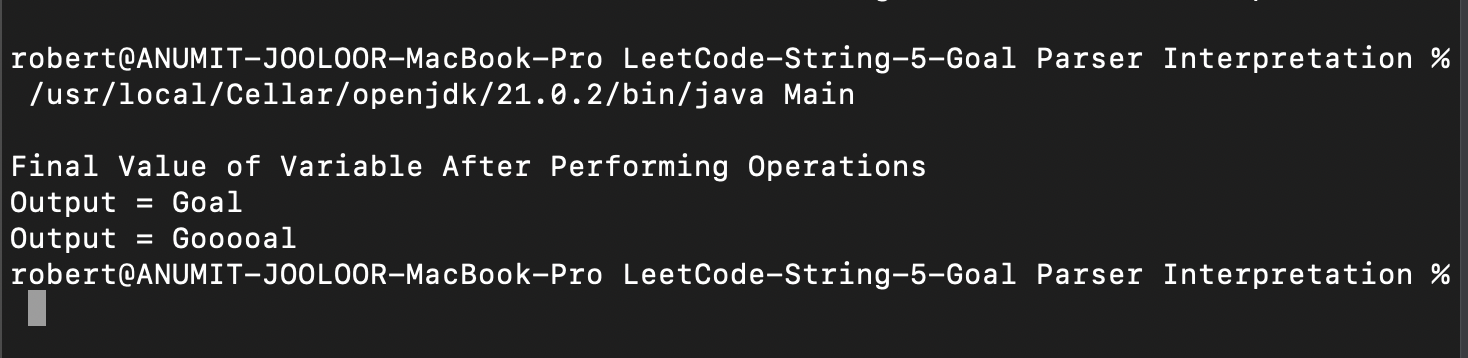 robert@ANUMIT-JOOLOOR-MacBook-Pro LeetCode-String-5-Goal Parser Interpretation %
/usr/local/Cellar/openjdk/21.0.2/bin/java Main
Final Value of Variable After Performing Operations
Output = Goal
Output = Gooooal
robert@ANUMIT-JOOLOOR-MacBook-Pro LeetCode-String-5-Goal Parser Interpretation %